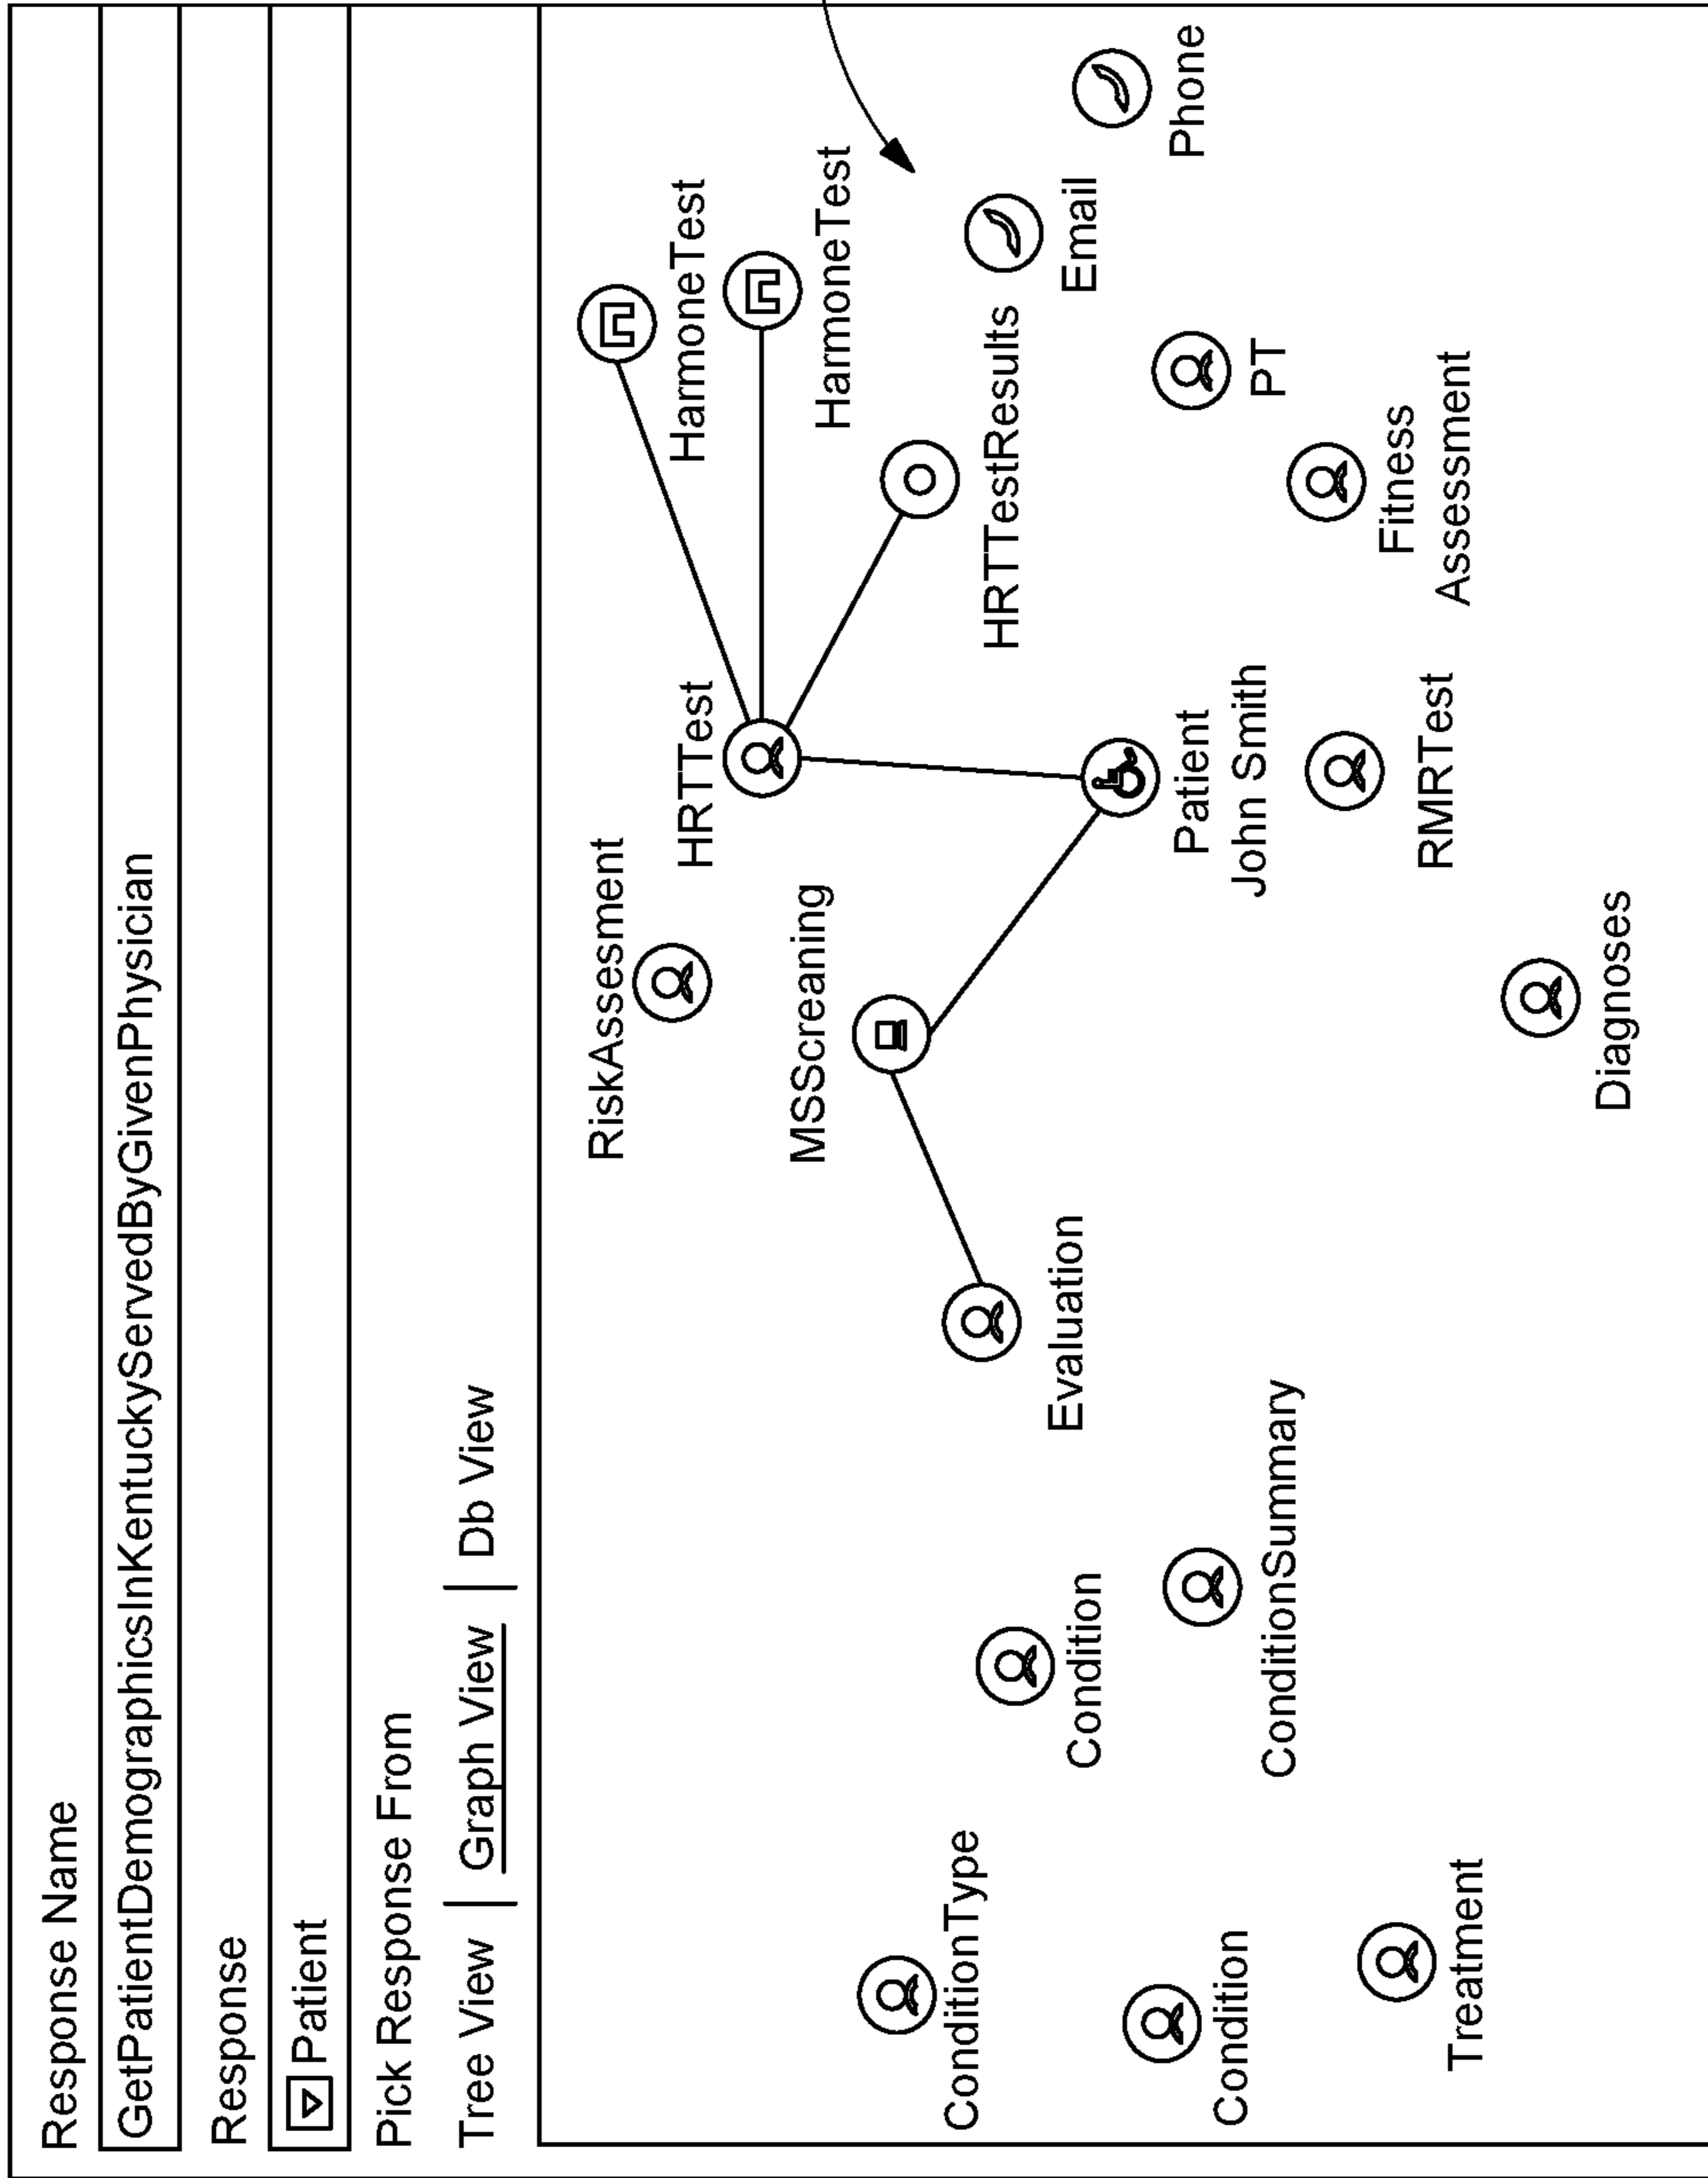 Response Name
GetPatientDemographicsInKentuckyServedByGivenPhysician
Response
Patient
Pick Response From
Tree View | Graph View | Db View
RiskAssessment
HRTTest
HarmoneTest
HarmoneTest
MSScreaning
HRTTestResults
Email
Phone
ConditionType
Condition
Evaluation
Patient
John Smith
PT
Condition
ConditionSummary
Fitness
Assessment
RMRTest
Treatment
Diagnoses